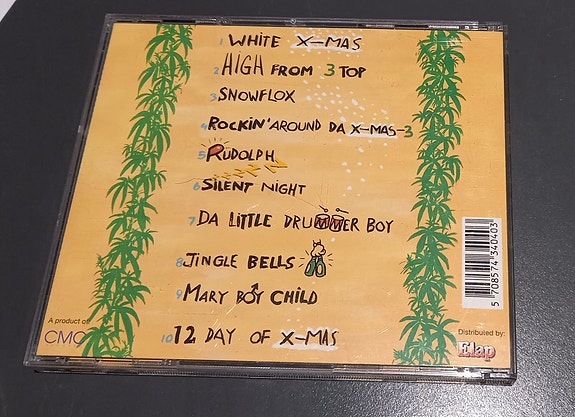 1 WHITE X-MAS
2 HIGH FROM 3 TOP
3 SNOWFLOX
4 ROCKIN' AROUND DA X-MAS-3
5 RUDOLPH
6 SILENT NIGHT
7 DA LITTLE DRUMMER BOY
8 JINGLE BELLS
9 MARY BOY CHILD
10 12 DAY OF X-MAS
A product of:
CMC
Distributed by:
Elap
5 708574 340403